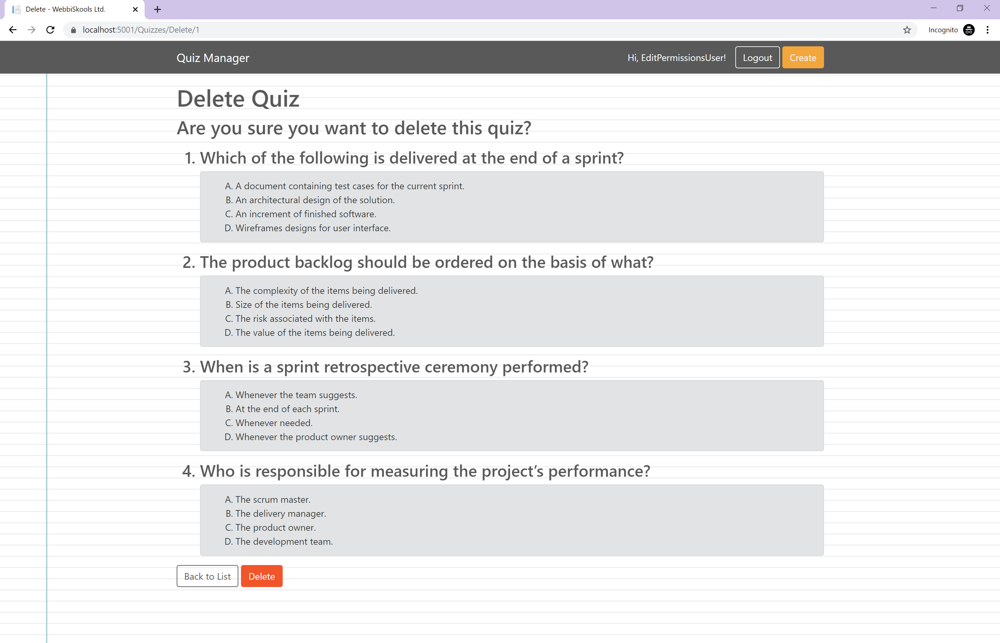 Delete - WebbiSkools Ltd.
localhost:5001/Quizzes/Delete/1
Incognito
Quiz Manager
Hi, EditPermissionsUser!
Logout
Create
Delete Quiz
Are you sure you want to delete this quiz?
1. Which of the following is delivered at the end of a sprint?
A. A document containing test cases for the current sprint.
B. An architectural design of the solution.
C. An increment of finished software.
D. Wireframes designs for user interface.
2. The product backlog should be ordered on the basis of what?
A. The complexity of the items being delivered.
B. Size of the items being delivered.
C. The risk associated with the items.
D. The value of the items being delivered.
3. When is a sprint retrospective ceremony performed?
A. Whenever the team suggests.
B. At the end of each sprint.
C. Whenever needed.
D. Whenever the product owner suggests.
4. Who is responsible for measuring the project’s performance?
A. The scrum master.
B. The delivery manager.
C. The product owner.
D. The development team.
Back to List
Delete